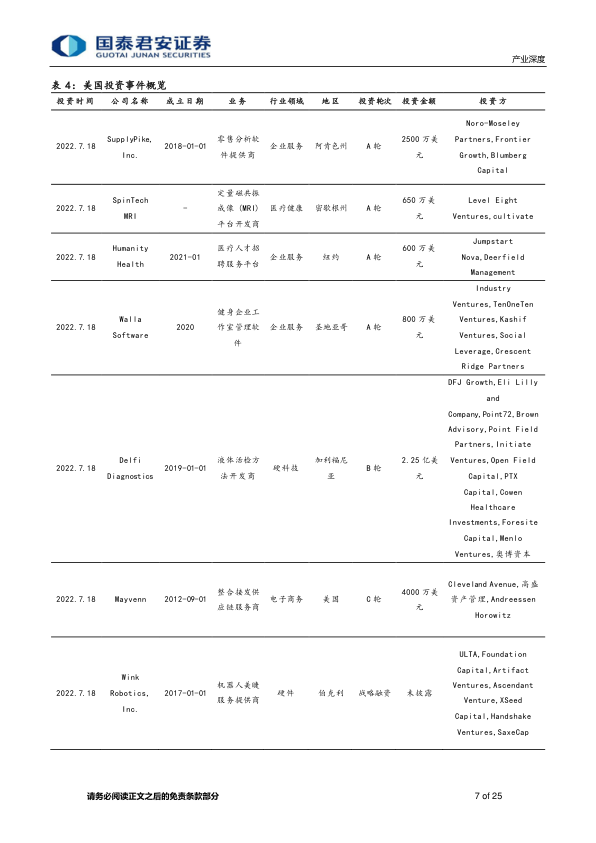 国泰君安证券
GUOTAI JUNAN SECURITIES
产业深度
表 4：美国投资事件概览
投资时间 公司名称 成立日期 业务 行业领域 地区 投资轮次 投资金额 投资方
2022.7.18 SupplyPike, Inc. 2018-01-01 零售分析软件提供商 企业服务 阿肯色州 A 轮 2500 万美元 Noro-Moseley Partners,Frontier Growth,Blumberg Capital
2022.7.18 SpinTech MRI - 定量磁共振成像 (MRI) 平台开发商 医疗健康 密歇根州 A 轮 650 万美元 Level Eight Ventures,cultivate
2022.7.18 Humanity Health 2021-01 医疗人才招聘服务平台 企业服务 纽约 A 轮 600 万美元 Jumpstart Nova,Deerfield Management
2022.7.18 Walla Software 2020 健身企业工作室管理软件 企业服务 圣地亚哥 A 轮 800 万美元 Industry Ventures,TenOneTen Ventures,Kashif Ventures,Social Leverage,Crescent Ridge Partners
2022.7.18 Delfi Diagnostics 2019-01-01 液体活检方法开发商 硬科技 加利福尼亚 B 轮 2.25 亿美元 DFJ Growth,Eli Lilly and Company,Point72,Brown Advisory,Point Field Partners,Initiate Ventures,Open Field Capital,PTX Capital,Cowen Healthcare Investments,Foresite Capital,Menlo Ventures,奥博资本
2022.7.18 Mayvenn 2012-09-01 整合接发供应链服务商 电子商务 美国 C 轮 4000 万美元 Cleveland Avenue,高盛资产管理,Andreessen Horowitz
2022.7.18 Wink Robotics, Inc. 2017-01-01 机器人美睫服务提供商 硬件 伯克利 战略融资 未披露 ULTA,Foundation Capital,Artifact Ventures,Ascendant Venture,XSeed Capital,Handshake Ventures,SaxeCap
请务必阅读正文之后的免责条款部分
7 of 25